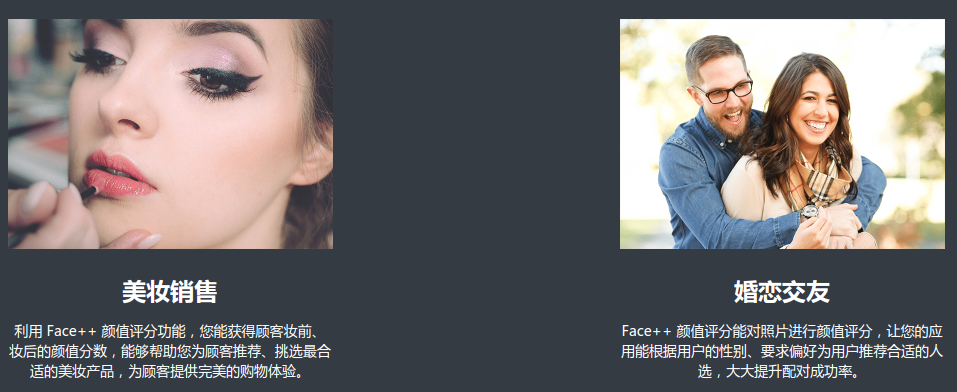 美妆销售
利用 Face++ 颜值评分功能，您能获得顾客妆前、
妆后的颜值分数，能够帮助您为顾客推荐、挑选最合
适的美妆产品，为顾客提供完美的购物体验。
婚恋交友
Face++ 颜值评分能对照片进行颜值评分，让您的应
用能根据用户的性别、要求偏好为用户推荐合适的人
选，大大提升配对成功率。